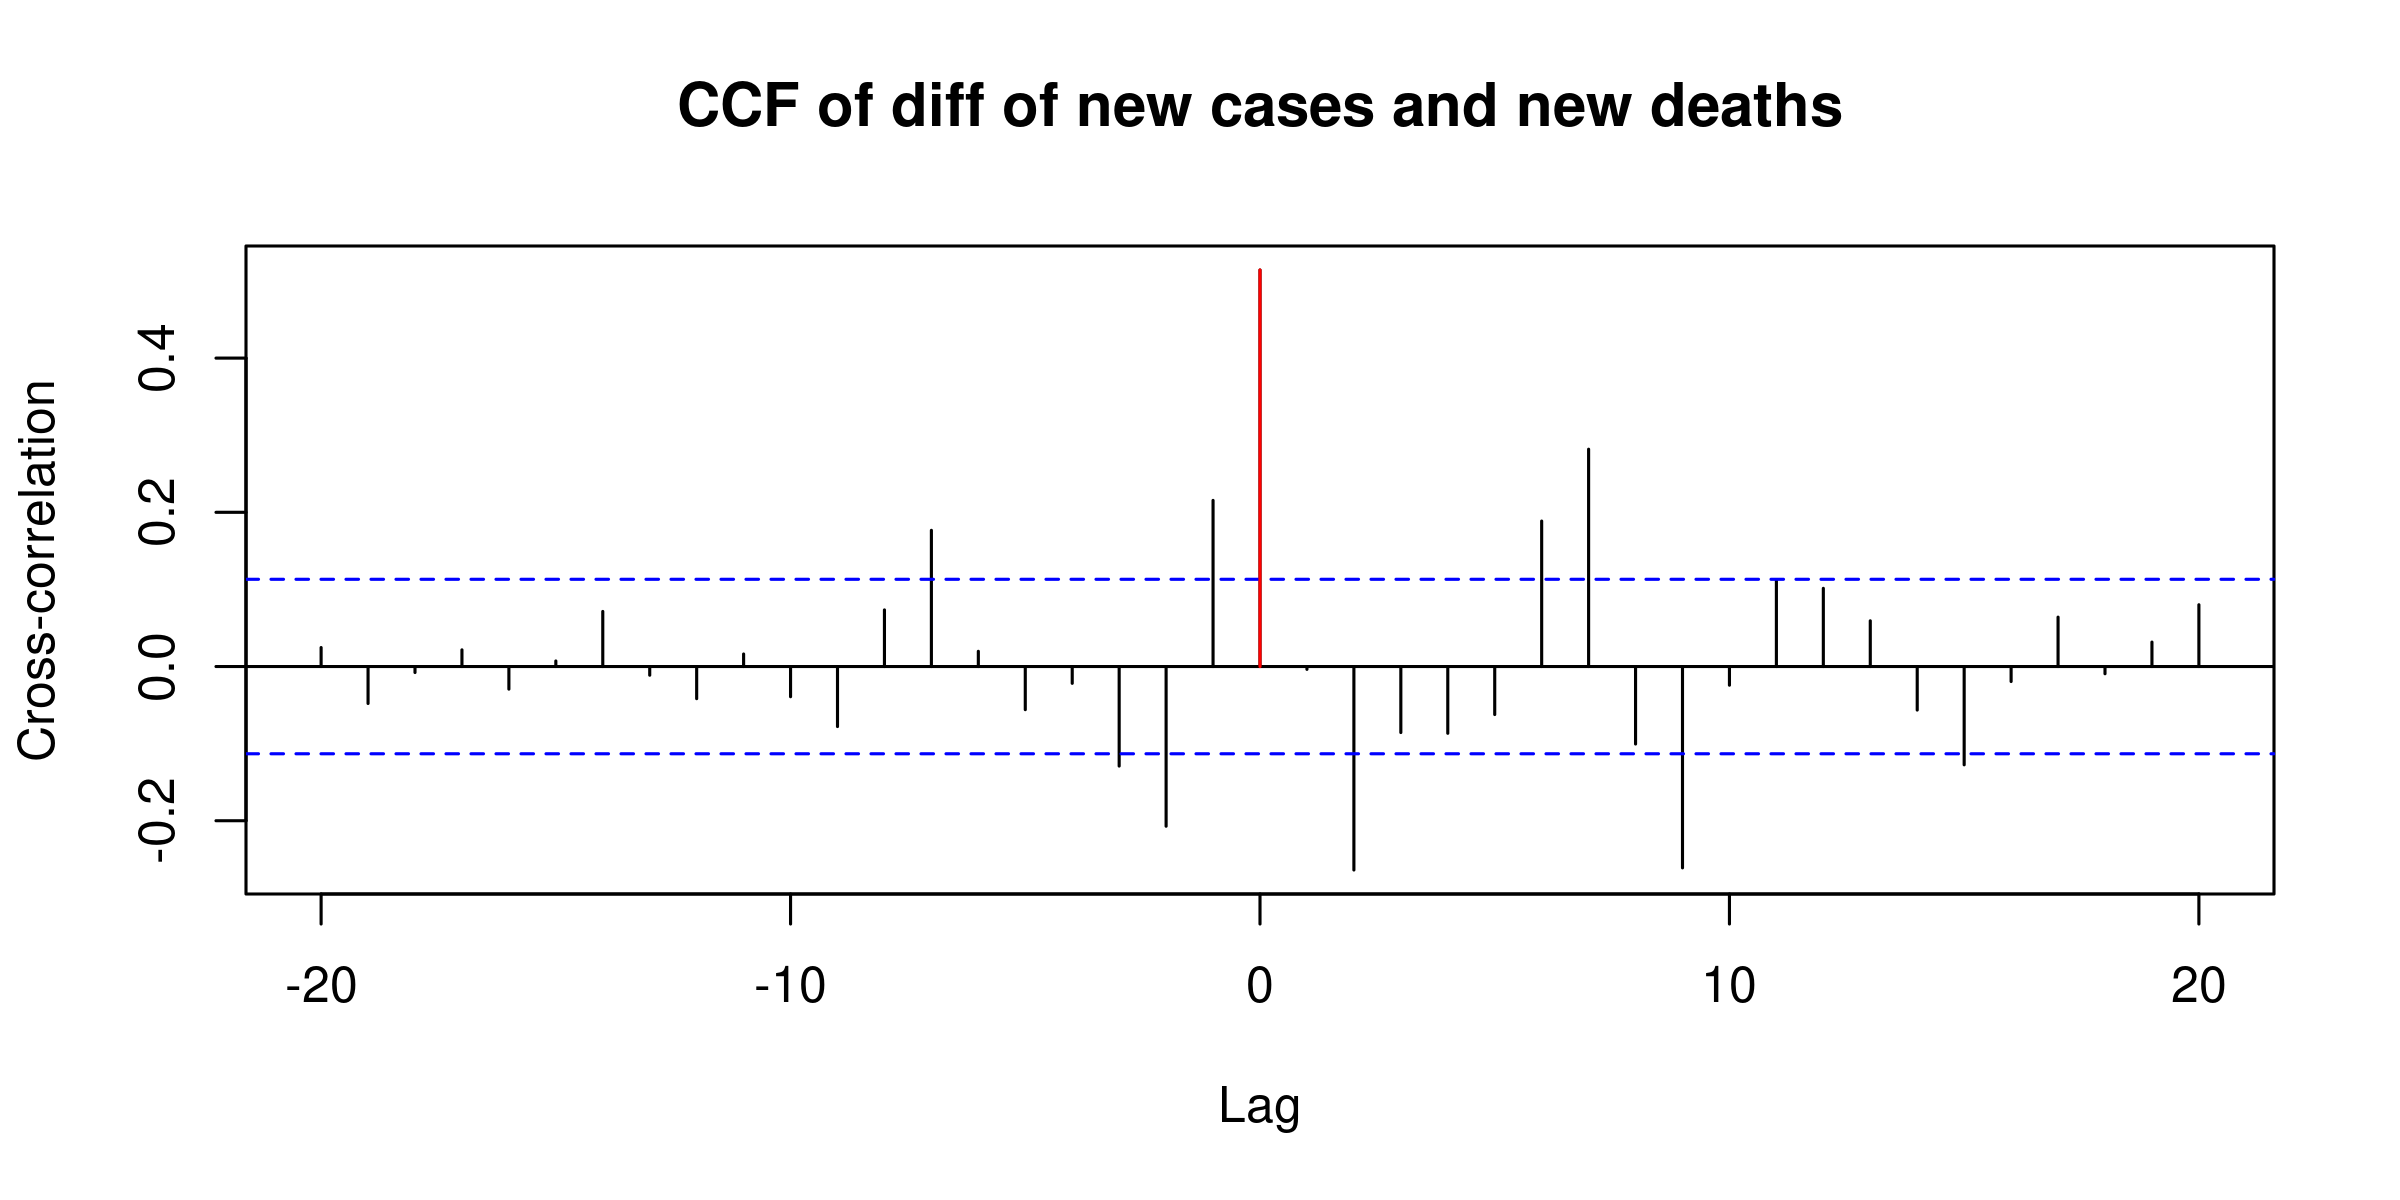 CCF of diff of new cases and new deaths
Cross-correlation
0.4
0.2
0.0
-0.2
-20 -10 0 10 20
Lag